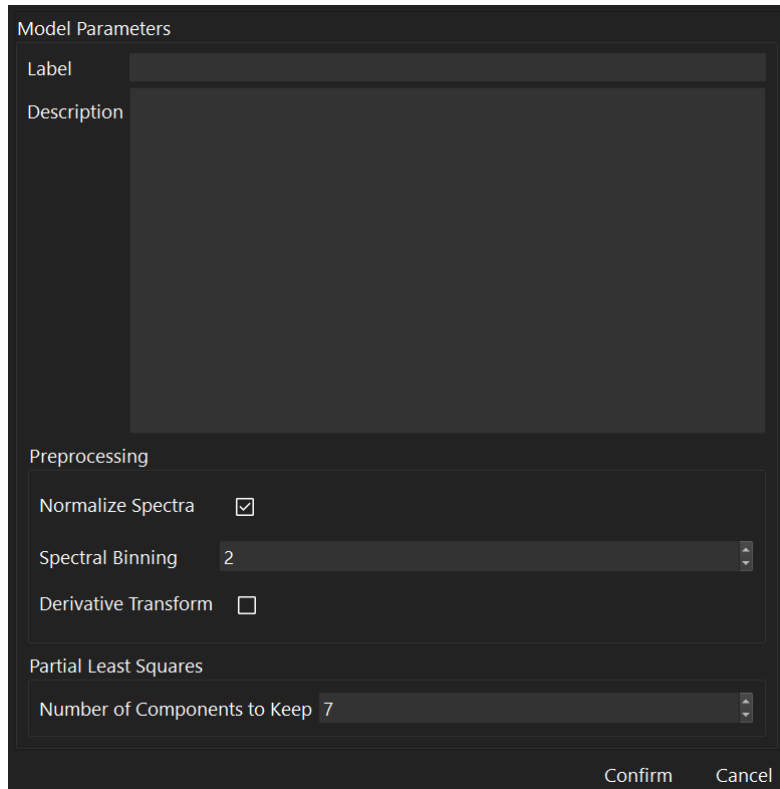 Model Parameters
Label
Description
Preprocessing
Normalize Spectra
Spectral Binning 2
Derivative Transform
Partial Least Squares
Number of Components to Keep 7
Confirm Cancel